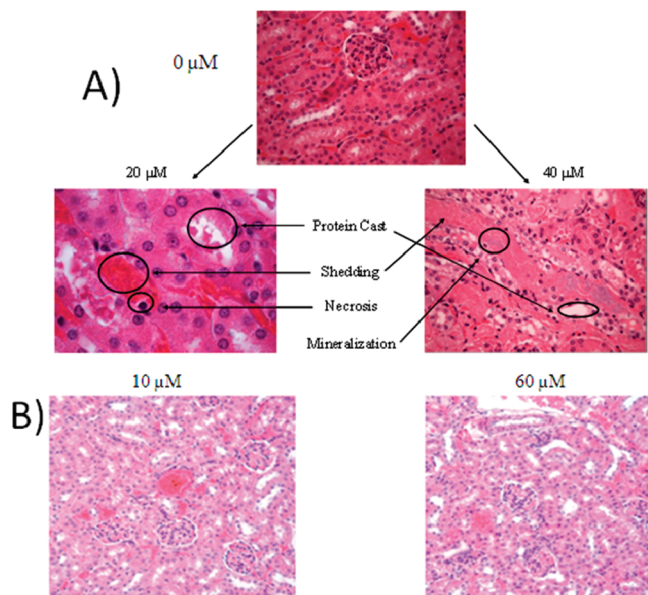 0 µM
A)
20 µM
40 µM
Protein Cast
Shedding
Necrosis
Mineralization
10 µM
60 µM
B)